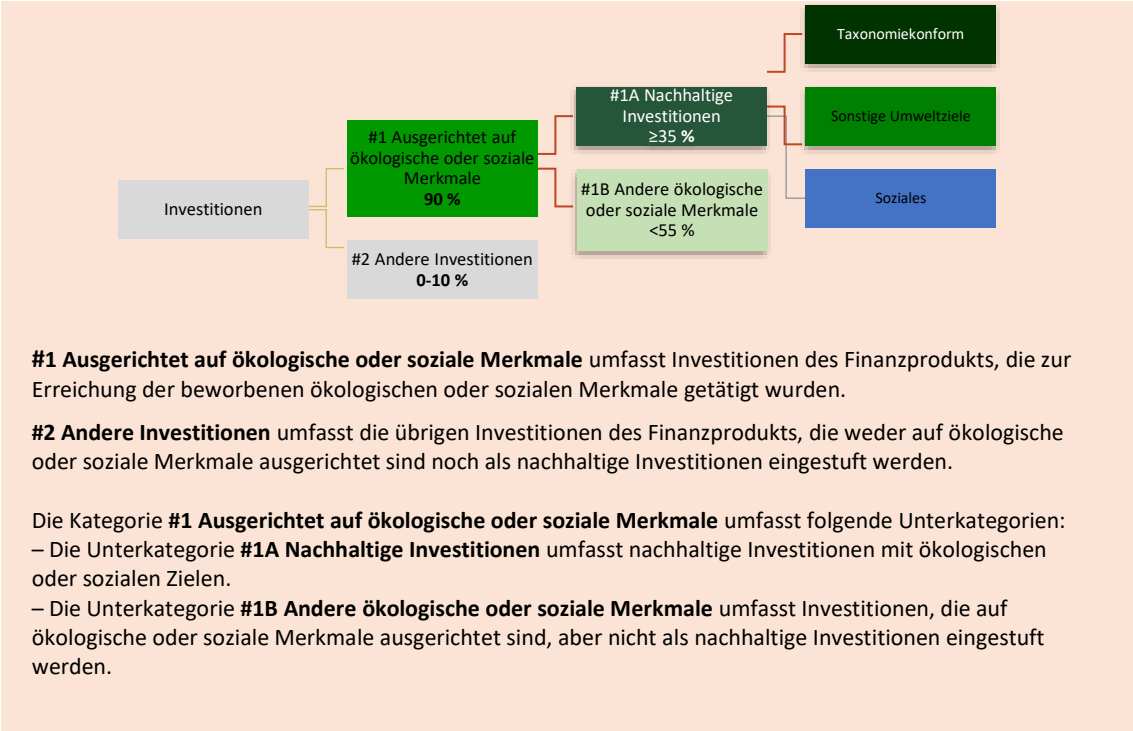 Investitionen
#1 Ausgerichtet auf
ökologische oder soziale
Merkmale
90 %
#2 Andere Investitionen
0-10 %
#1A Nachhaltige
Investitionen
≥35 %
#1B Andere ökologische
oder soziale Merkmale
<55 %
Taxonomiekonform
Sonstige Umweltziele
Soziales
#1 Ausgerichtet auf ökologische oder soziale Merkmale umfasst Investitionen des Finanzprodukts, die zur
Erreichung der beworbenen ökologischen oder sozialen Merkmale getätigt wurden.
#2 Andere Investitionen umfasst die übrigen Investitionen des Finanzprodukts, die weder auf ökologische
oder soziale Merkmale ausgerichtet sind noch als nachhaltige Investitionen eingestuft werden.
Die Kategorie #1 Ausgerichtet auf ökologische oder soziale Merkmale umfasst folgende Unterkategorien:
– Die Unterkategorie #1A Nachhaltige Investitionen umfasst nachhaltige Investitionen mit ökologischen
oder sozialen Zielen.
– Die Unterkategorie #1B Andere ökologische oder soziale Merkmale umfasst Investitionen, die auf
ökologische oder soziale Merkmale ausgerichtet sind, aber nicht als nachhaltige Investitionen eingestuft
werden.